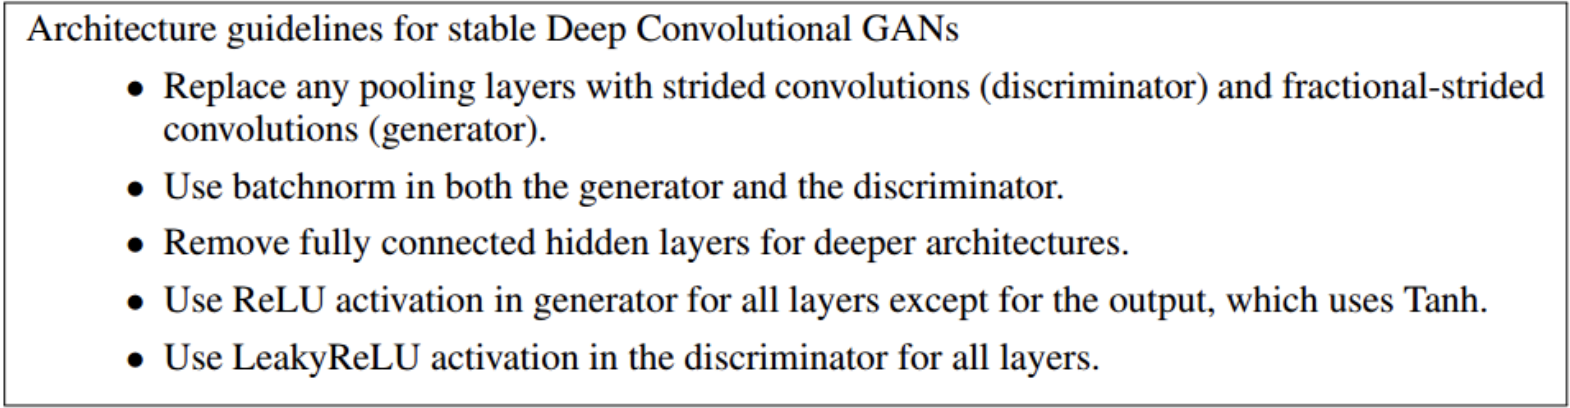 Architecture guidelines for stable Deep Convolutional GANs
• Replace any pooling layers with strided convolutions (discriminator) and fractional-strided
convolutions (generator).
• Use batchnorm in both the generator and the discriminator.
• Remove fully connected hidden layers for deeper architectures.
• Use ReLU activation in generator for all layers except for the output, which uses Tanh.
• Use LeakyReLU activation in the discriminator for all layers.